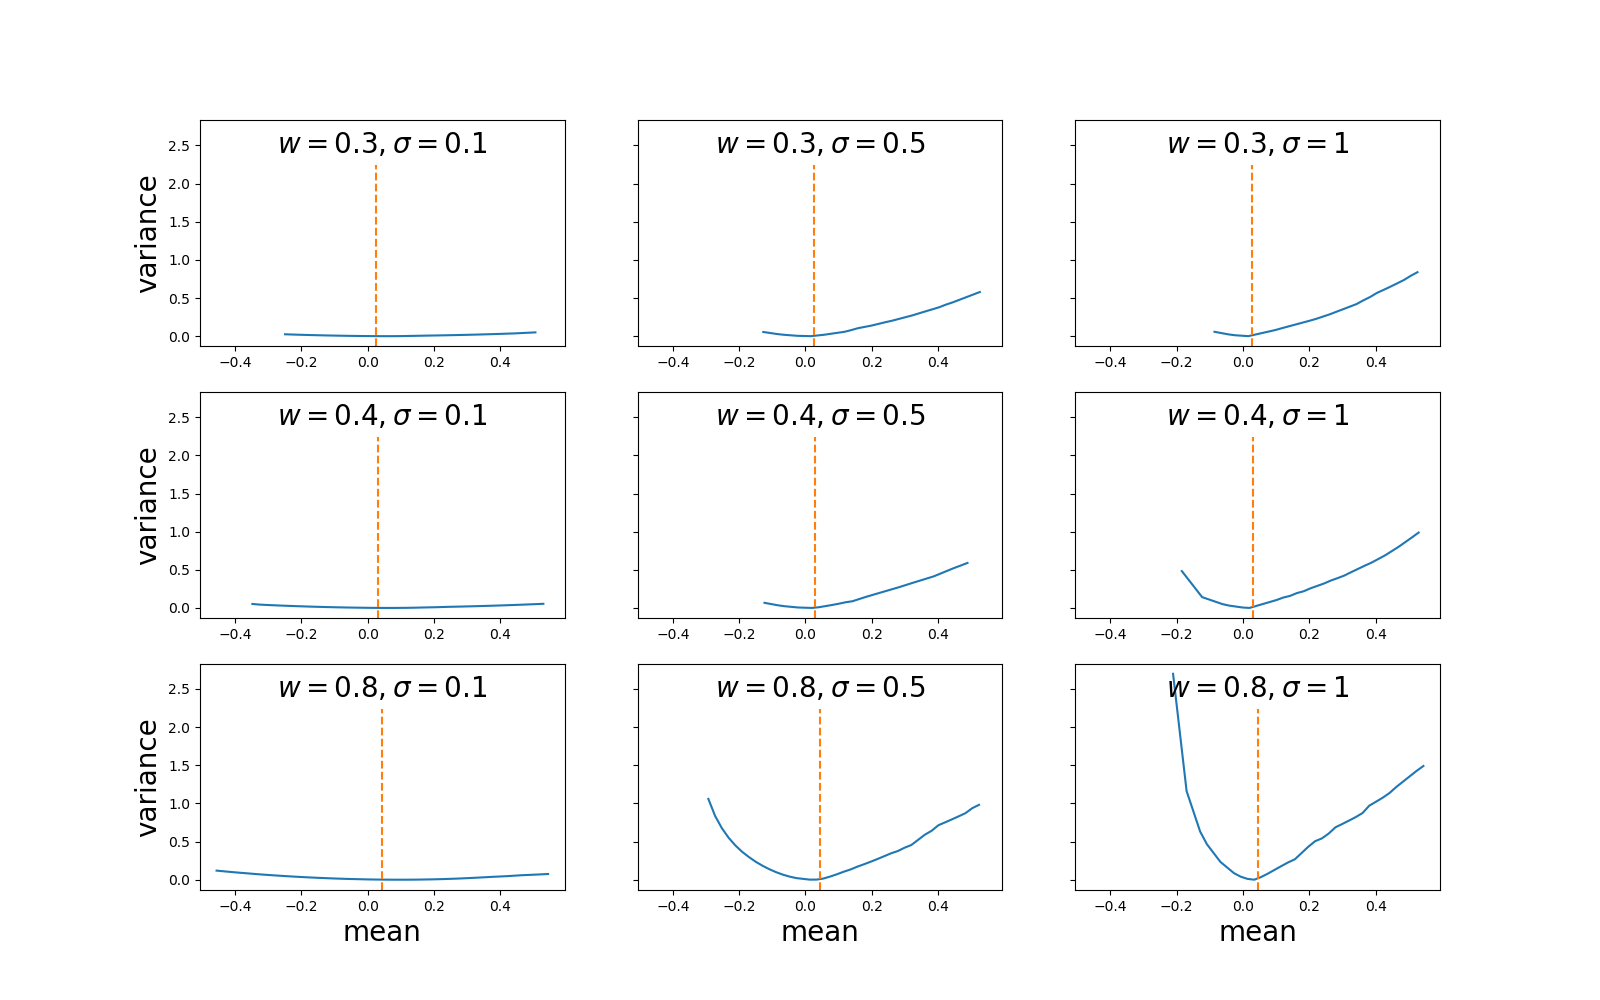 w = 0.3, σ = 0.1
w = 0.3, σ = 0.5
w = 0.3, σ = 1
variance
2.5
2.0
1.5
1.0
0.5
0.0
−0.4 −0.2 0.0 0.2 0.4
−0.4 −0.2 0.0 0.2 0.4
−0.4 −0.2 0.0 0.2 0.4
w = 0.4, σ = 0.1
w = 0.4, σ = 0.5
w = 0.4, σ = 1
variance
2.5
2.0
1.5
1.0
0.5
0.0
−0.4 −0.2 0.0 0.2 0.4
−0.4 −0.2 0.0 0.2 0.4
−0.4 −0.2 0.0 0.2 0.4
w = 0.8, σ = 0.1
w = 0.8, σ = 0.5
w = 0.8, σ = 1
variance
2.5
2.0
1.5
1.0
0.5
0.0
−0.4 −0.2 0.0 0.2 0.4
−0.4 −0.2 0.0 0.2 0.4
−0.4 −0.2 0.0 0.2 0.4
mean
mean
mean